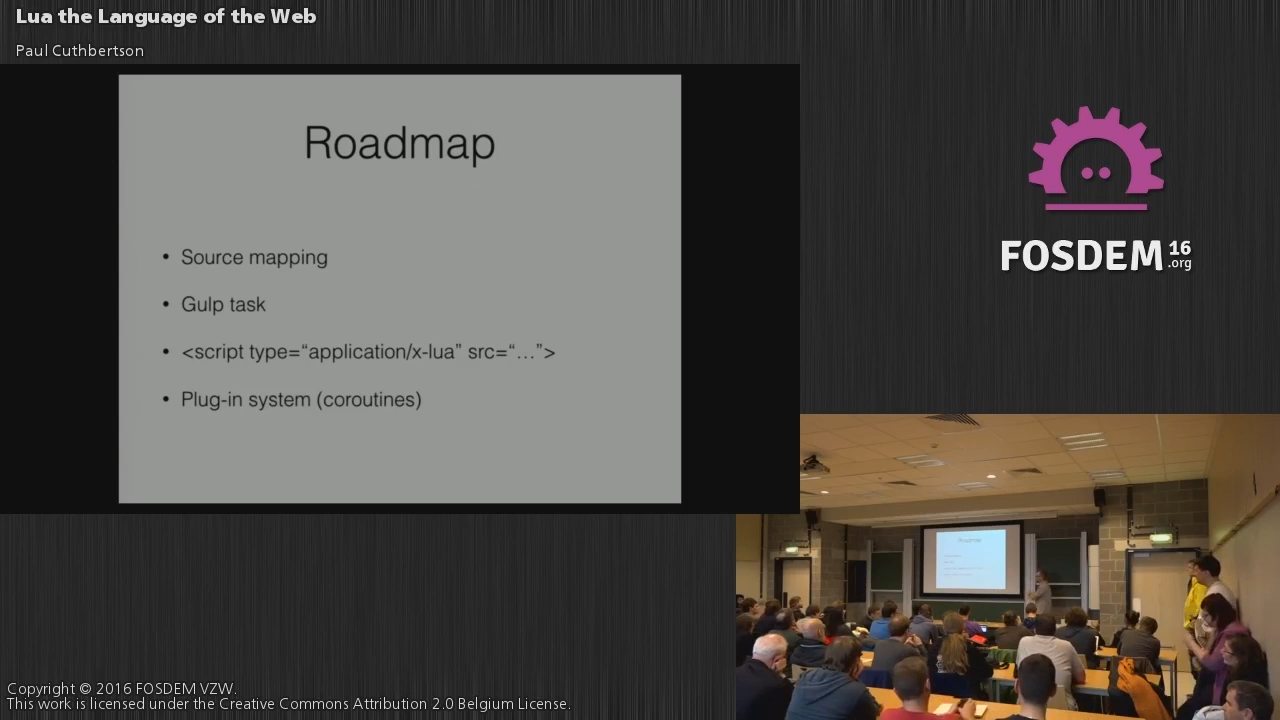 Lua the Language of the Web
Paul Cuthbertson
Roadmap
• Source mapping
• Gulp task
• <script type=“application/x-lua” src=“…”>
• Plug-in system (coroutines)
FOSDEM 16
.org
Roadmap
Copyright © 2016 FOSDEM VZW.
This work is licensed under the Creative Commons Attribution 2.0 Belgium License.